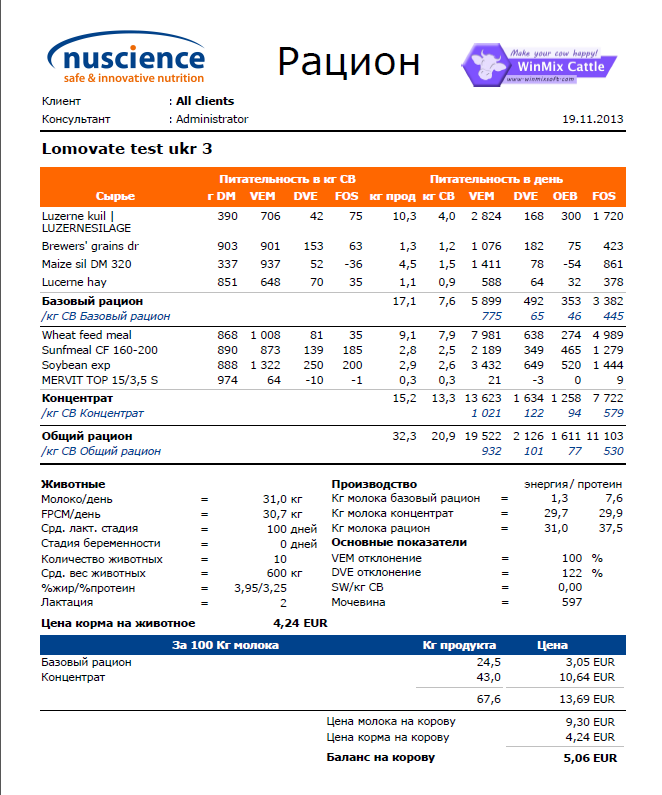 nuscience
safe & innovative nutrition
Рацион
Make your cow happy!
WinMix Cattle
www.winmixsoft.com
Клиент : All clients
Консультант : Administrator 19.11.2013
Lomovate test ukr 3
Питательность в кг СВ Питательность в день
Сырье г DM VEM DVE FOS кг прод кг СВ VEM DVE OEB FOS
Luzerne kuil | 390 706 42 75 10,3 4,0 2 824 168 300 1 720
LUZERNESILAGE
Brewers' grains dr 903 901 153 63 1,3 1,2 1 076 182 75 423
Maize sil DM 320 337 937 52 -36 4,5 1,5 1 411 78 -54 861
Lucerne hay 851 648 70 35 1,1 0,9 588 64 32 378
Базовый рацион 17,1 7,6 5 899 492 353 3 382
/кг СВ Базовый рацион 775 65 46 445
Wheat feed meal 868 1 008 81 35 9,1 7,9 7 981 638 274 4 989
Sunfmeal CF 160-200 890 873 139 185 2,8 2,5 2 189 349 465 1 279
Soybean exp 888 1 322 250 200 2,9 2,6 3 432 649 520 1 444
MERVIT TOP 15/3,5 S 974 64 -10 -1 0,3 0,3 21 -3 0 9
Концентрат 15,2 13,3 13 623 1 634 1 258 7 722
/кг СВ Концентрат 1 021 122 94 579
Общий рацион 32,3 20,9 19 522 2 126 1 611 11 103
/кг СВ Общий рацион 932 101 77 530
Животные Производство энергия/ протеин
Молоко/день = 31,0 кг Кг молока базовый рацион = 1,3 7,6
FPCM/день = 30,7 кг Кг молока концентрат = 29,7 29,9
Срд. лакт. стадия = 100 дней Кг молока рацион = 31,0 37,5
Стадия беременности = 0 дней Основные показатели
Количество животных = 10 VEM отклонение = 100 %
Срд. вес животных = 600 кг DVE отклонение = 122 %
%жир/%протеин = 3,95/3,25 SW/кг СВ = 0,00
Лактация = 2 Мочевина = 597
Цена корма на животное 4,24 EUR
За 100 Кг молока Кг продукта Цена
Базовый рацион 24,5 3,05 EUR
Концентрат 43,0 10,64 EUR
67,6 13,69 EUR
Цена молока на корову 9,30 EUR
Цена корма на корову 4,24 EUR
Баланс на корову 5,06 EUR